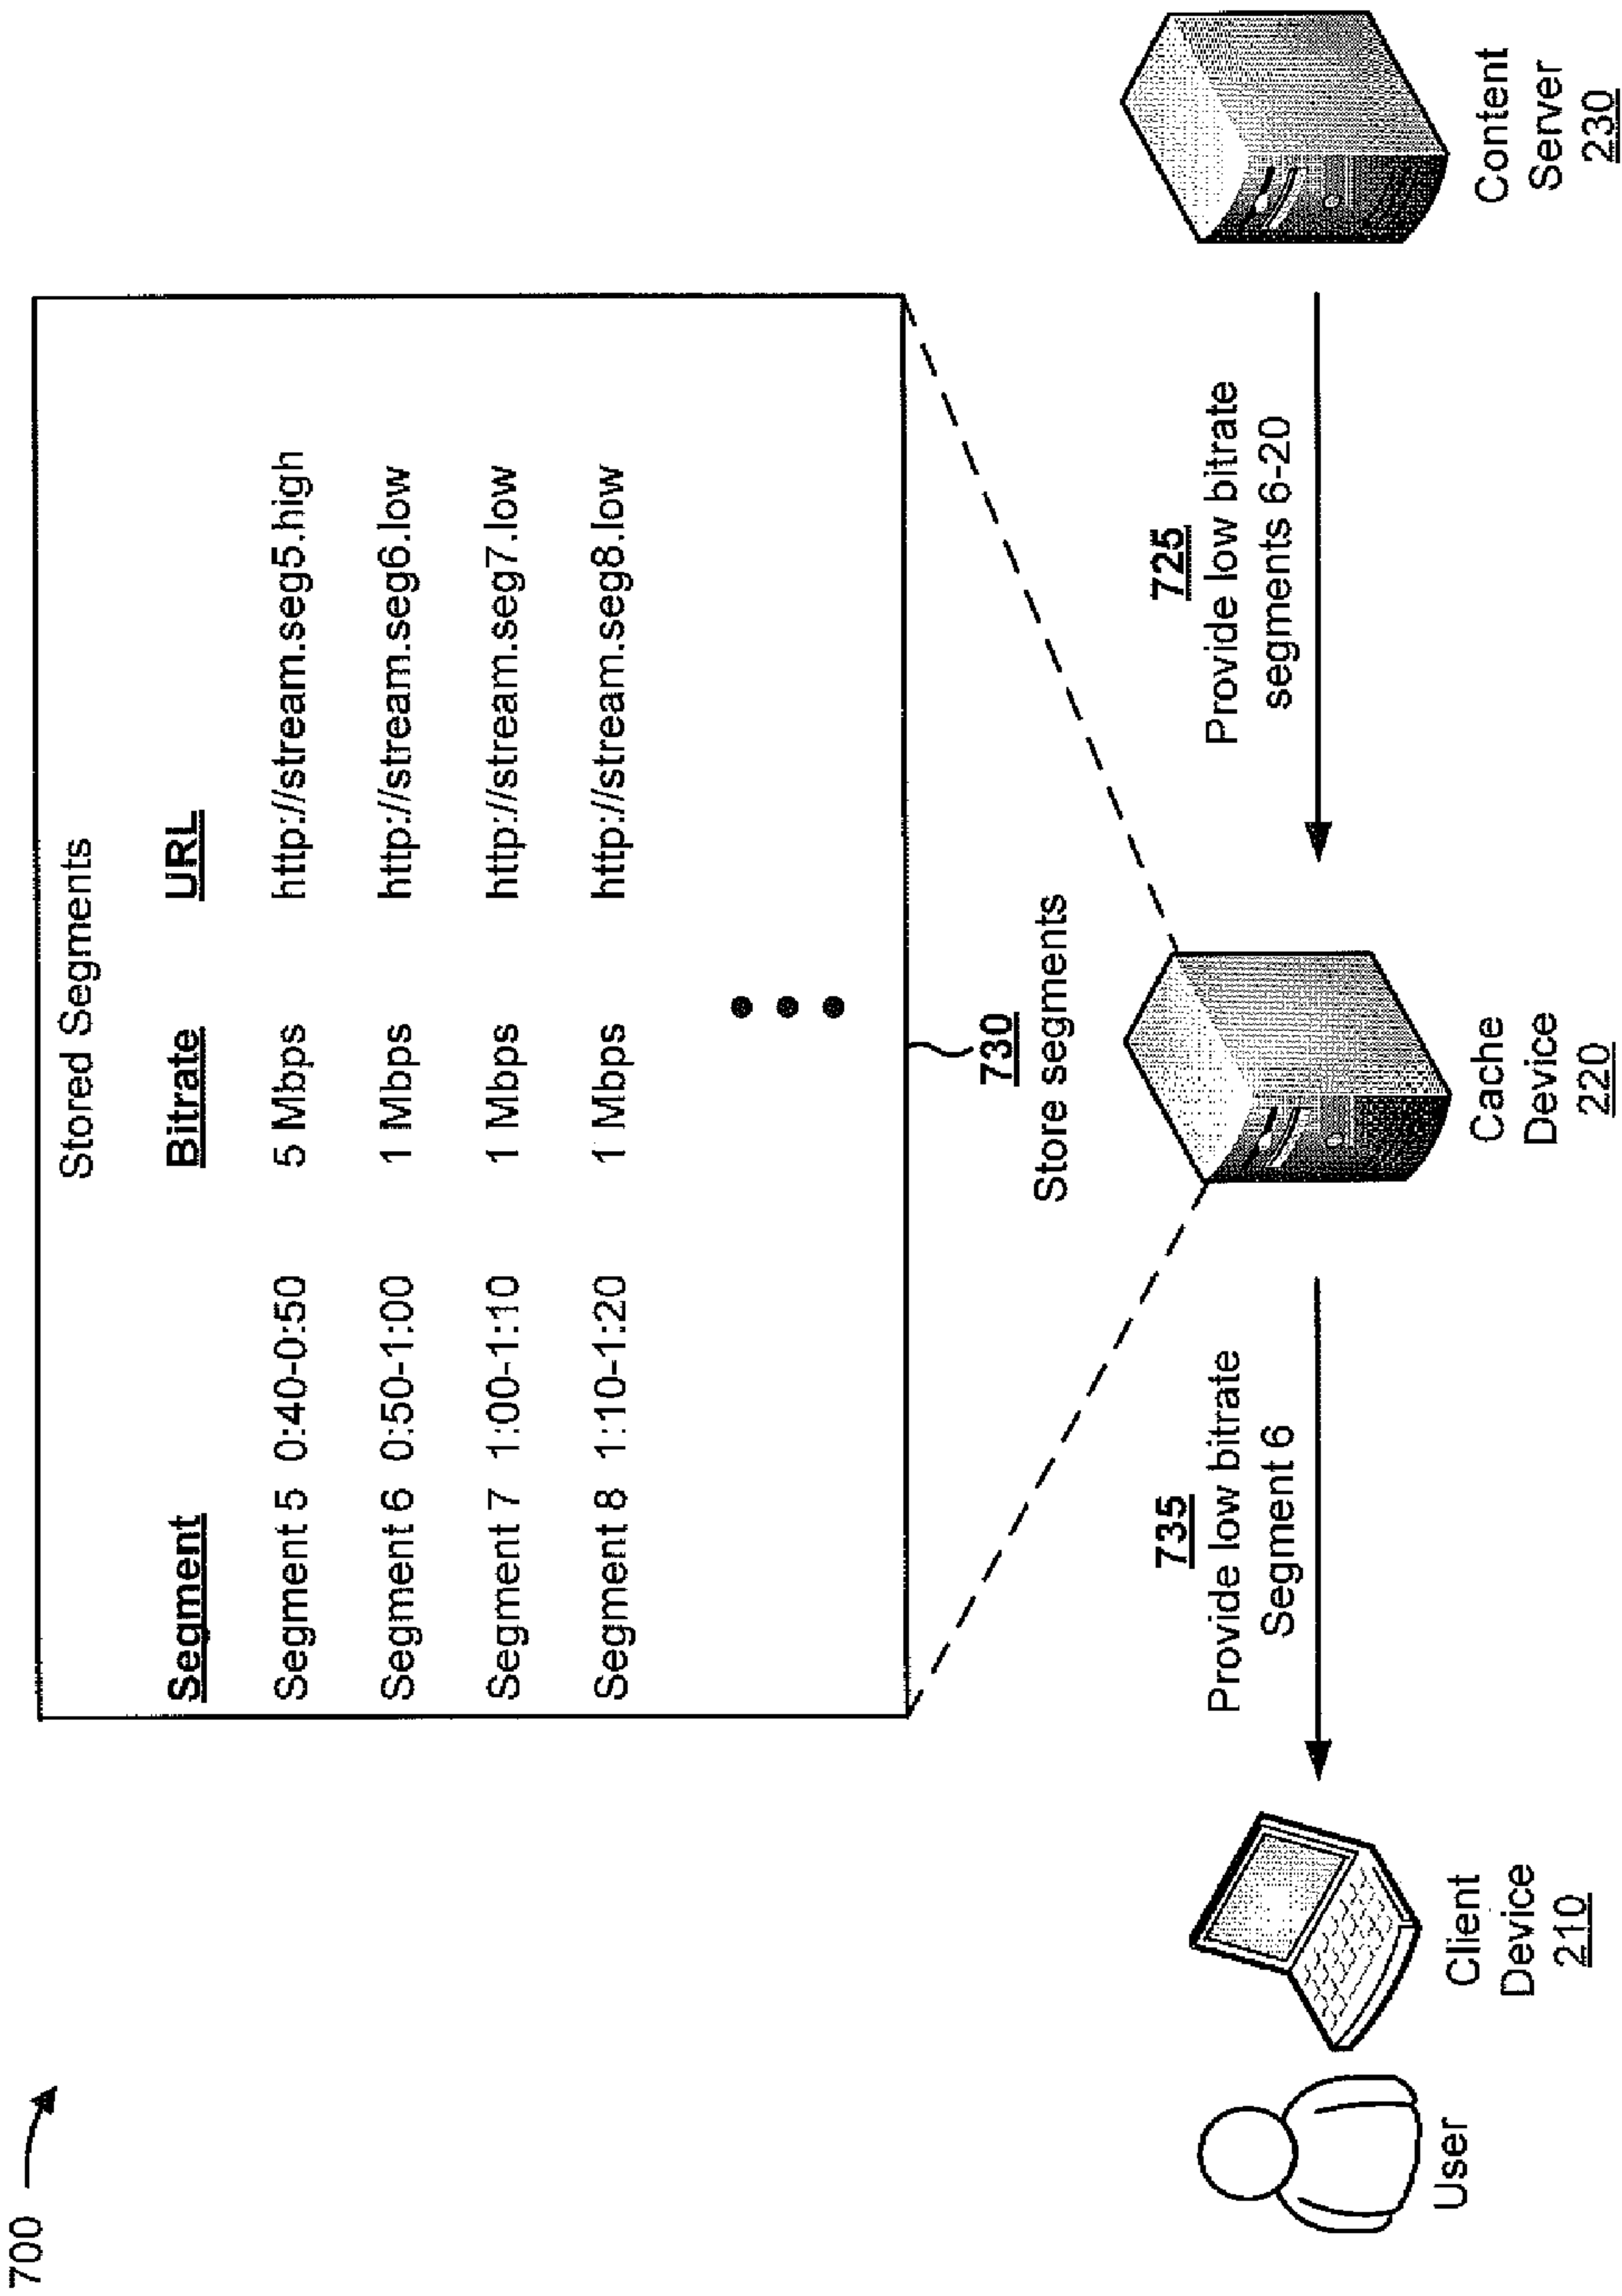 700
Stored Segments
Segment Bitrate URL
Segment 5 0:40-0:50 5 Mbps http://stream.seg5.high
Segment 6 0:50-1:00 1 Mbps http://stream.seg6.low
Segment 7 1:00-1:10 1 Mbps http://stream.seg7.low
Segment 8 1:10-1:20 1 Mbps http://stream.seg8.low
730
Store segments
735
Provide low bitrate
Segment 6
725
Provide low bitrate
segments 6-20
User
Client
Device
210
Cache
Device
220
Content
Server
230